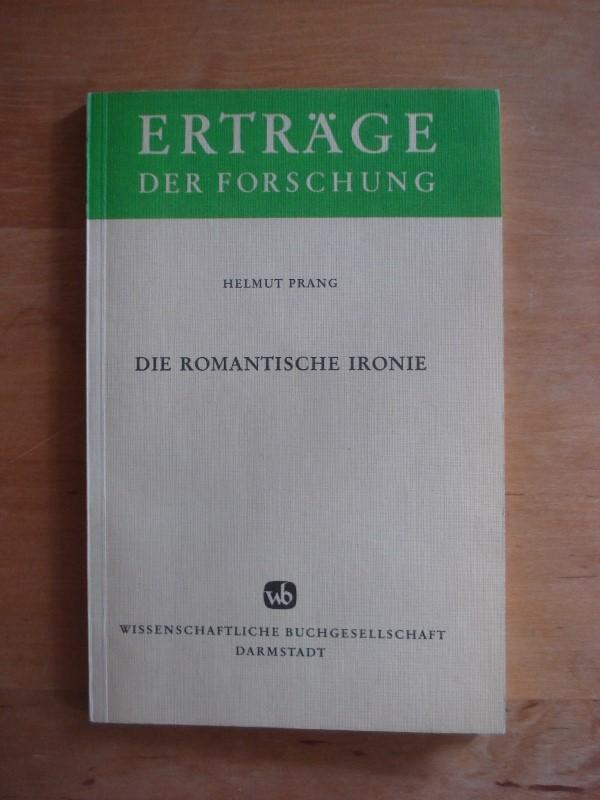 ERTRÄGE
DER FORSCHUNG
HELMUT PRANG
DIE ROMANTISCHE IRONIE
wb
WISSENSCHAFTLICHE BUCHGESELLSCHAFT
DARMSTADT